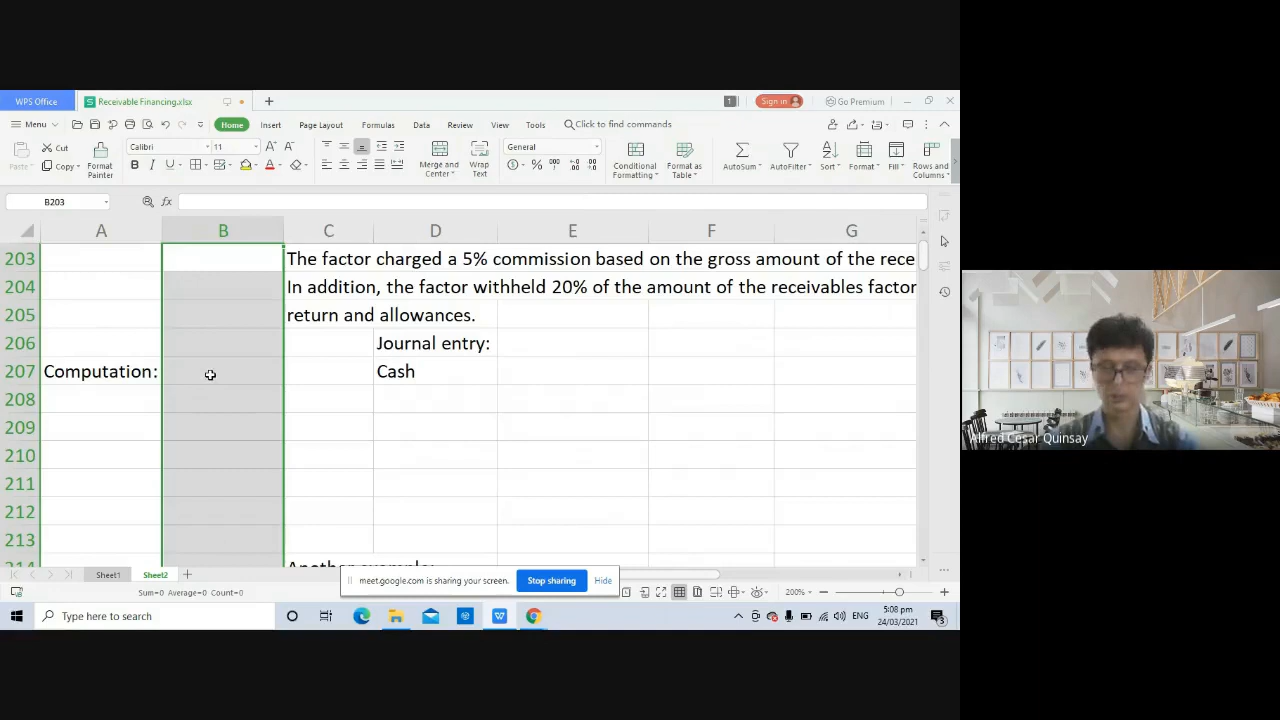 WPS Office
Receivable Financing.xlsx
1
Sign in
Go Premium
Menu
Home
Insert
Page Layout
Formulas
Data
Review
View
Tools
Click to find commands
Paste
Cut
Copy
Format Painter
Calibri
11
Merge and Center
Wrap Text
General
Conditional Formatting
Format as Table
AutoSum
AutoFilter
Sort
Format
Fill
Rows and Columns
B203
fx
A B C D E F G
203 The factor charged a 5% commission based on the gross amount of the rece
204 In addition, the factor withheld 20% of the amount of the receivables factor
205 return and allowances.
206 Journal entry:
207 Computation: Cash
208
209
210
211
212
213
214 Another example:
Sheet1
Sheet2
meet.google.com is sharing your screen.
Stop sharing
Hide
Sum=0 Average=0 Count=0
200%
Type here to search
ENG
5:08 pm
24/03/2021
3
Alfred Cesar Quinsay